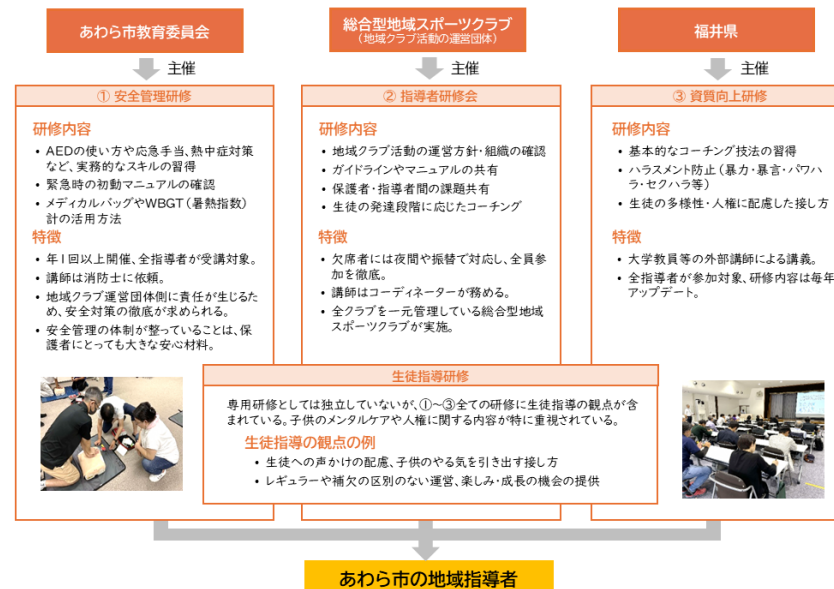 あわら市教育委員会
主催
① 安全管理研修
研修内容
• AEDの使い方や応急手当、熱中症対策
など、実務的なスキルの習得
• 緊急時の初動マニュアルの確認
• メディカルバッグやWBGT(暑熱指数)
計の活用方法
特徴
• 年1回以上開催、全指導者が受講対象。
• 講師は消防士に依頼。
• 地域クラブ運営団体側に責任が生じるた
め、安全対策の徹底が求められる。
• 安全管理の体制が整っていることは、保
護者にとっても大きな安心材料。
総合型地域スポーツクラブ
(地域クラブ活動の運営団体)
主催
② 指導者研修会
研修内容
• 地域クラブ活動の運営方針・組織の確認
• ガイドラインやマニュアルの共有
• 保護者・指導者間の課題共有
• 生徒の発達段階に応じたコーチング
特徴
• 欠席者には夜間や振替で対応し、全員参
加を徹底。
• 講師はコーディネーターが務める。
• 全クラブを一元管理している総合型地域
スポーツクラブが実施。
福井県
主催
③ 資質向上研修
研修内容
• 基本的なコーチング技法の習得
• ハラスメント防止(暴力・暴言・パワハ
ラ・セクハラ等)
• 生徒の多様性・人権に配慮した接し方
特徴
• 大学教員等の外部講師による講義。
• 全指導者が参加対象、研修内容は毎年
アップデート。
生徒指導研修
専用研修としては独立していないが、①〜③全ての研修に生徒指導の観点が含
まれている。子供のメンタルケアや人権に関する内容が特に重視されている。
生徒指導の観点の例
• 生徒への声かけの配慮、子供のやる気を引き出す接し方
• レギュラーや補欠の区別のない運営、楽しみ・成長の機会の提供
あわら市の地域指導者